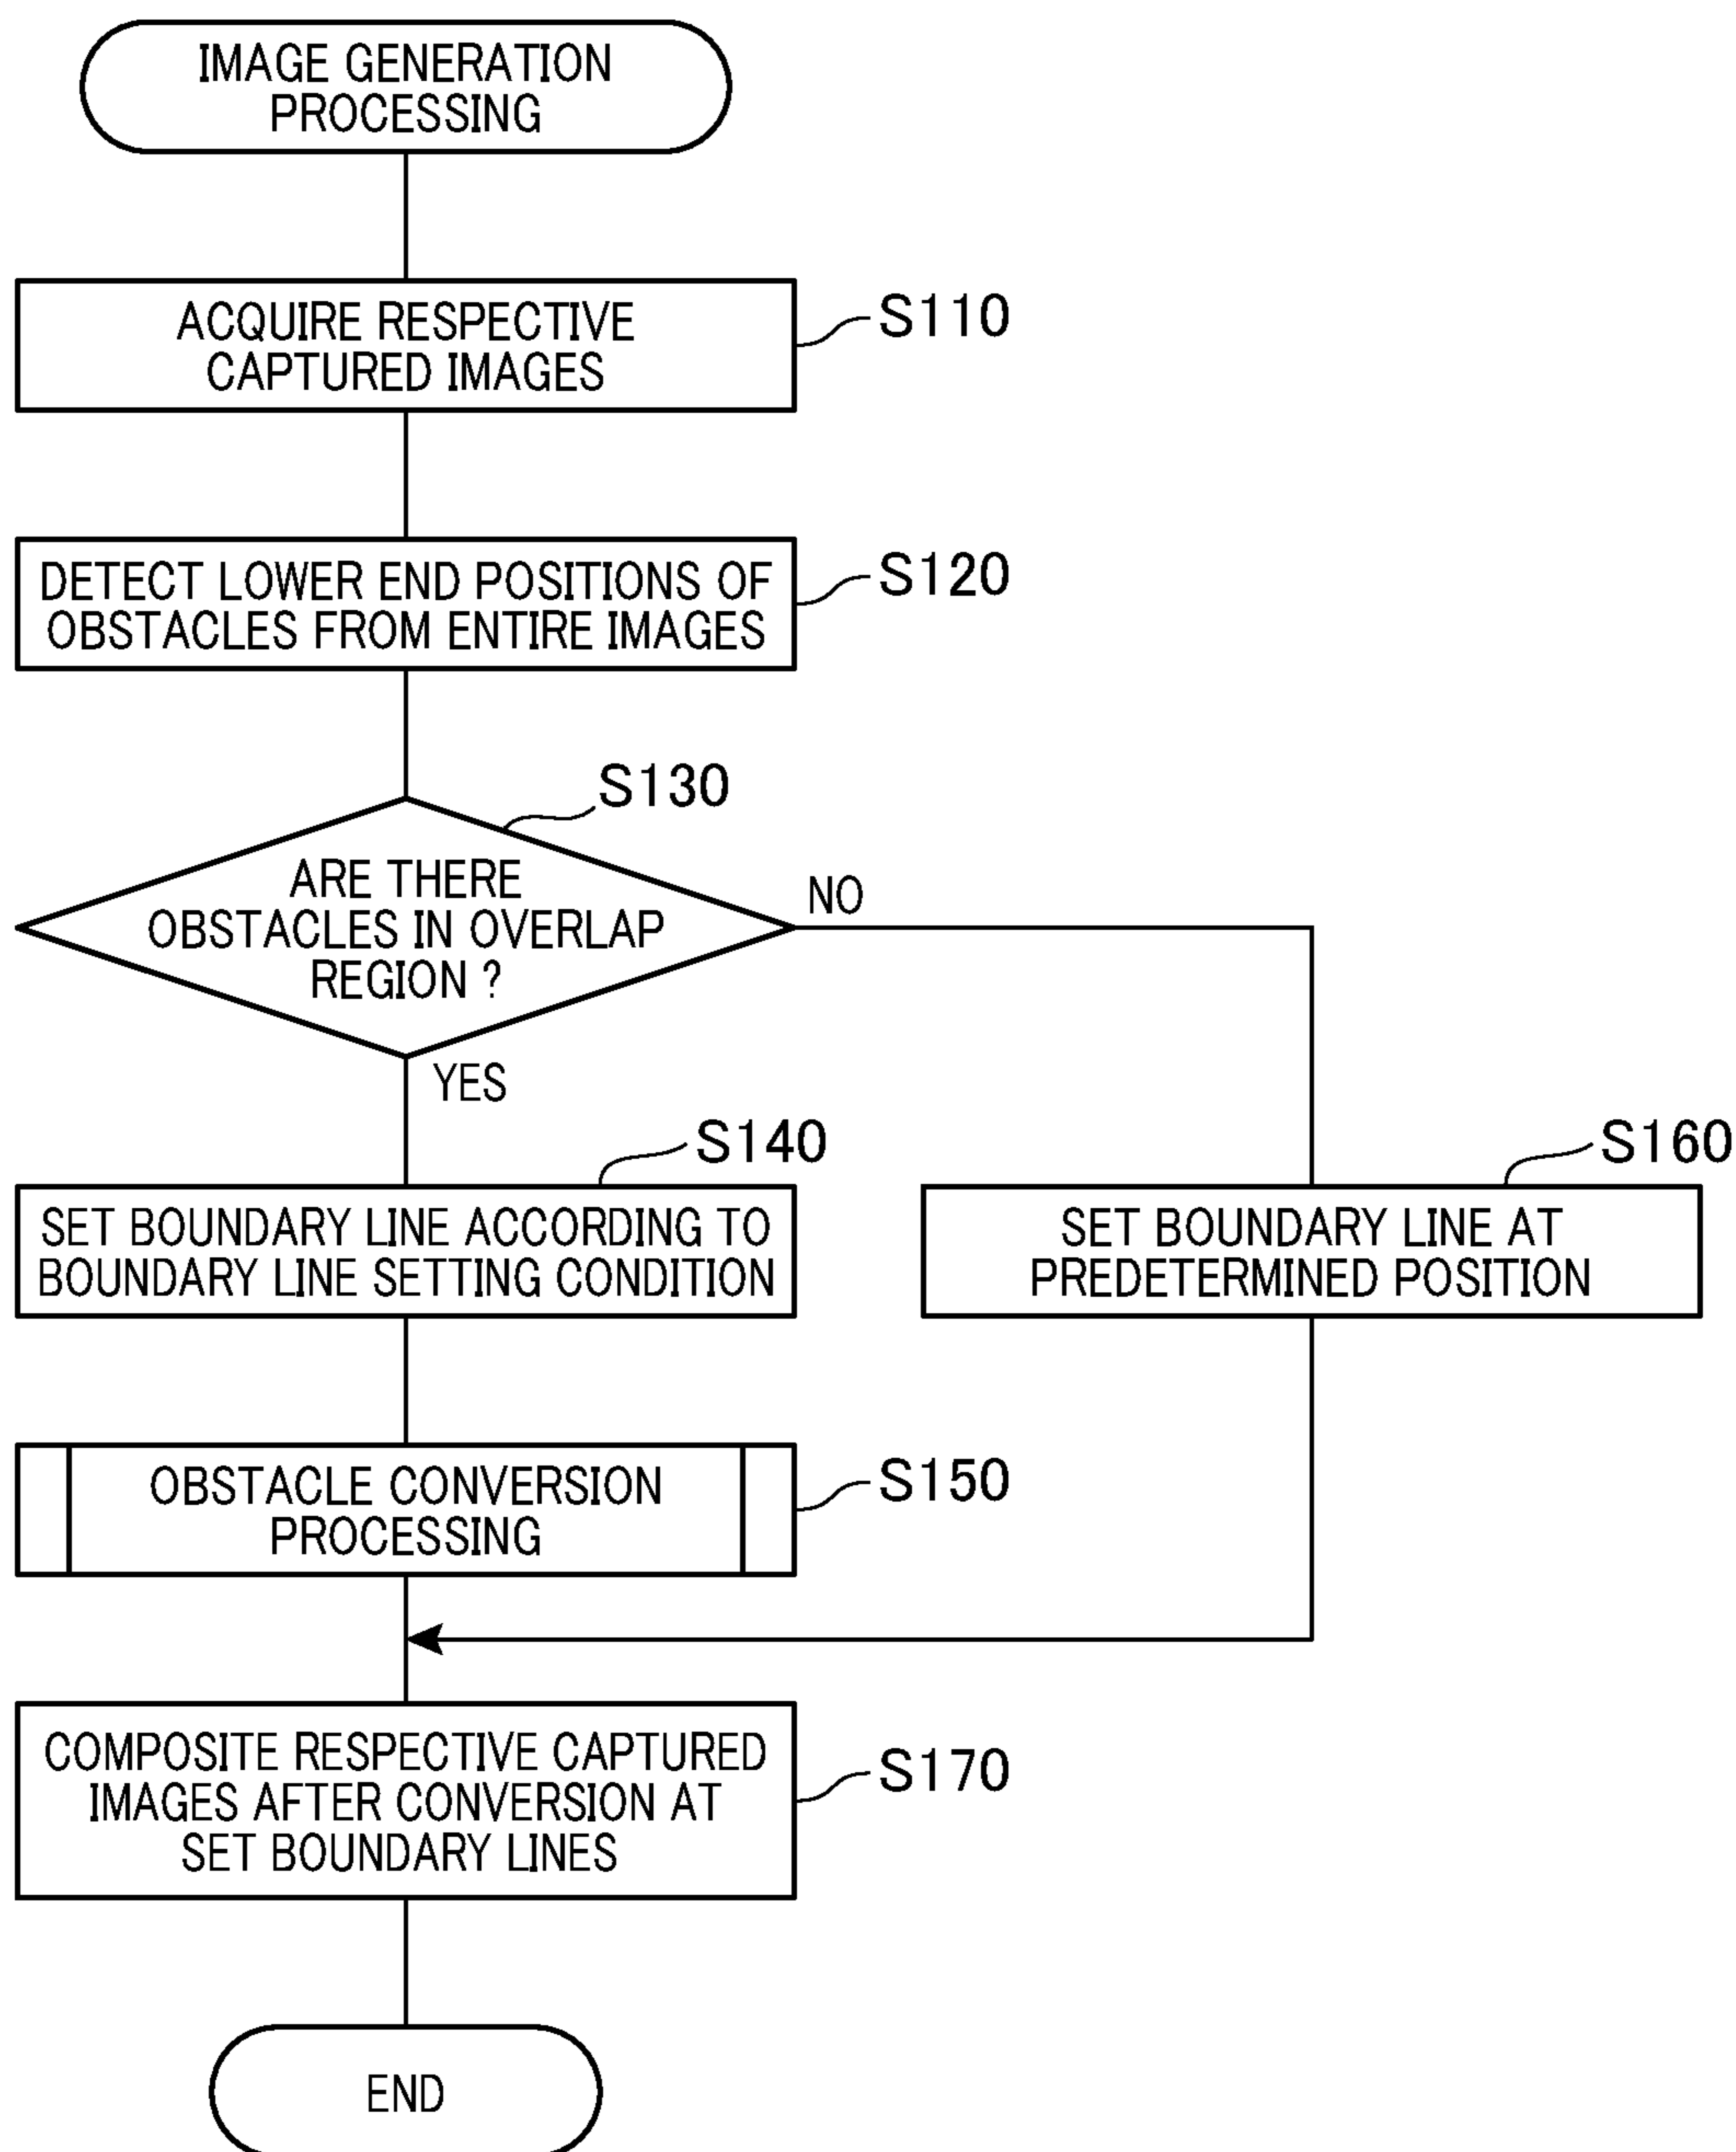 IMAGE GENERATION
PROCESSING
ACQUIRE RESPECTIVE
CAPTURED IMAGES
S110
DETECT LOWER END POSITIONS OF
OBSTACLES FROM ENTIRE IMAGES
S120
S130
ARE THERE
OBSTACLES IN OVERLAP
REGION ?
NO
YES
S140
SET BOUNDARY LINE ACCORDING TO
BOUNDARY LINE SETTING CONDITION
S160
SET BOUNDARY LINE AT
PREDETERMINED POSITION
OBSTACLE CONVERSION
PROCESSING
S150
COMPOSITE RESPECTIVE CAPTURED
IMAGES AFTER CONVERSION AT
SET BOUNDARY LINES
S170
END